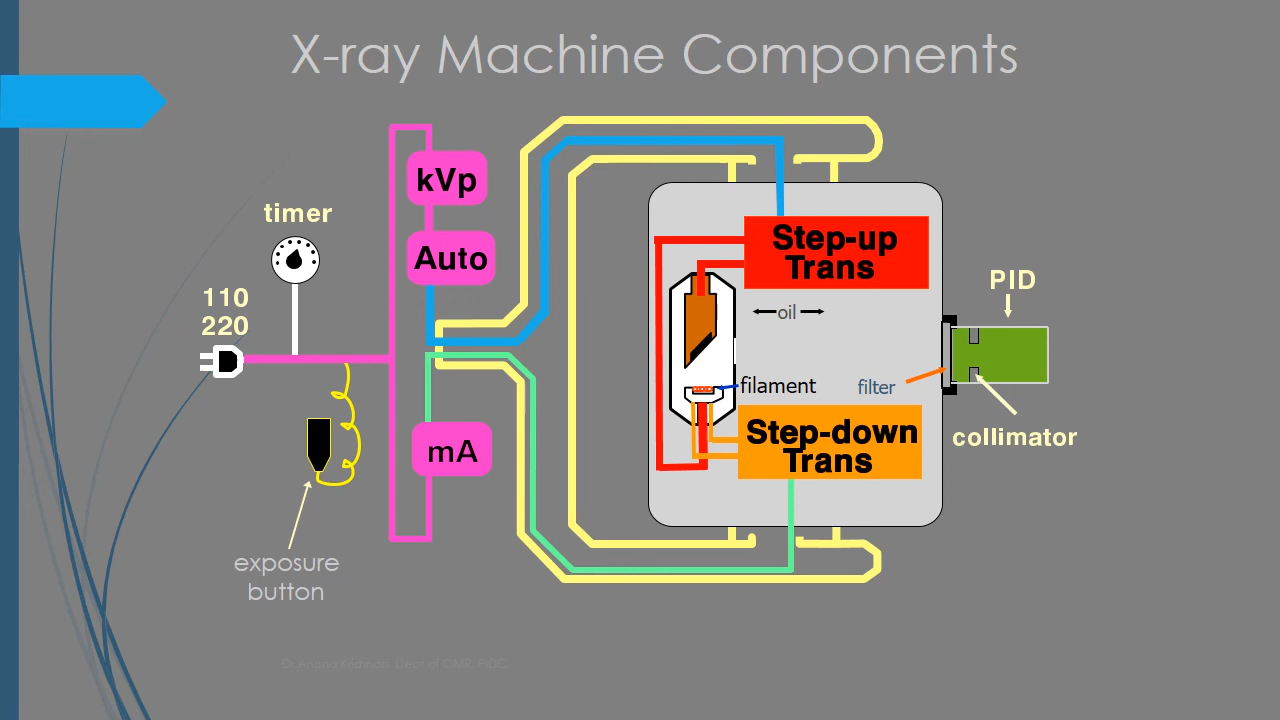 X-ray Machine Components
kVp
timer
Auto
110
220
Step-up
Trans
PID
oil
filament
filter
Step-down
Trans
collimator
mA
exposure
button